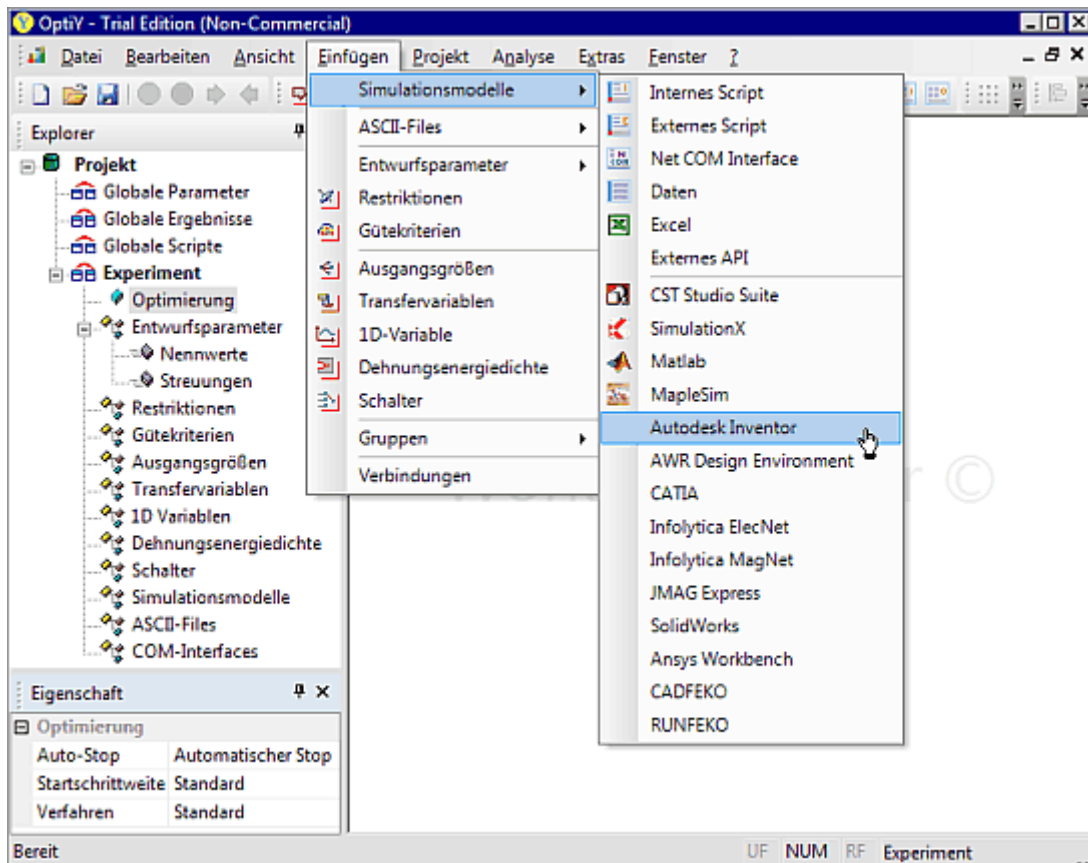 OptiY - Trial Edition (Non-Commercial)
Datei Bearbeiten Ansicht Einfügen Projekt Analyse Extras Fenster ?
Explorer
Projekt
Globale Parameter
Globale Ergebnisse
Globale Scripte
Experiment
Optimierung
Entwurfsparameter
Nennwerte
Streuungen
Restriktionen
Gütekriterien
Ausgangsgrößen
Transfervariablen
1D Variablen
Dehnungsenergiedichte
Schalter
Simulationsmodelle
ASCII-Files
COM-Interfaces
Eigenschaft
Optimierung
Auto-Stop Automatischer Stop
Startschrittweite Standard
Verfahren Standard
Simulationsmodelle
ASCII-Files
Entwurfsparameter
Restriktionen
Gütekriterien
Ausgangsgrößen
Transfervariablen
1D-Variable
Dehnungsenergiedichte
Schalter
Gruppen
Verbindungen
Internes Script
Externes Script
Net COM Interface
Daten
Excel
Externes API
CST Studio Suite
SimulationX
Matlab
MapleSim
Autodesk Inventor
AWR Design Environment
CATIA
Infolytica ElecNet
Infolytica MagNet
JMAG Express
SolidWorks
Ansys Workbench
CADFEKO
RUNFEKO
©
Bereit UF NUM RF Experiment